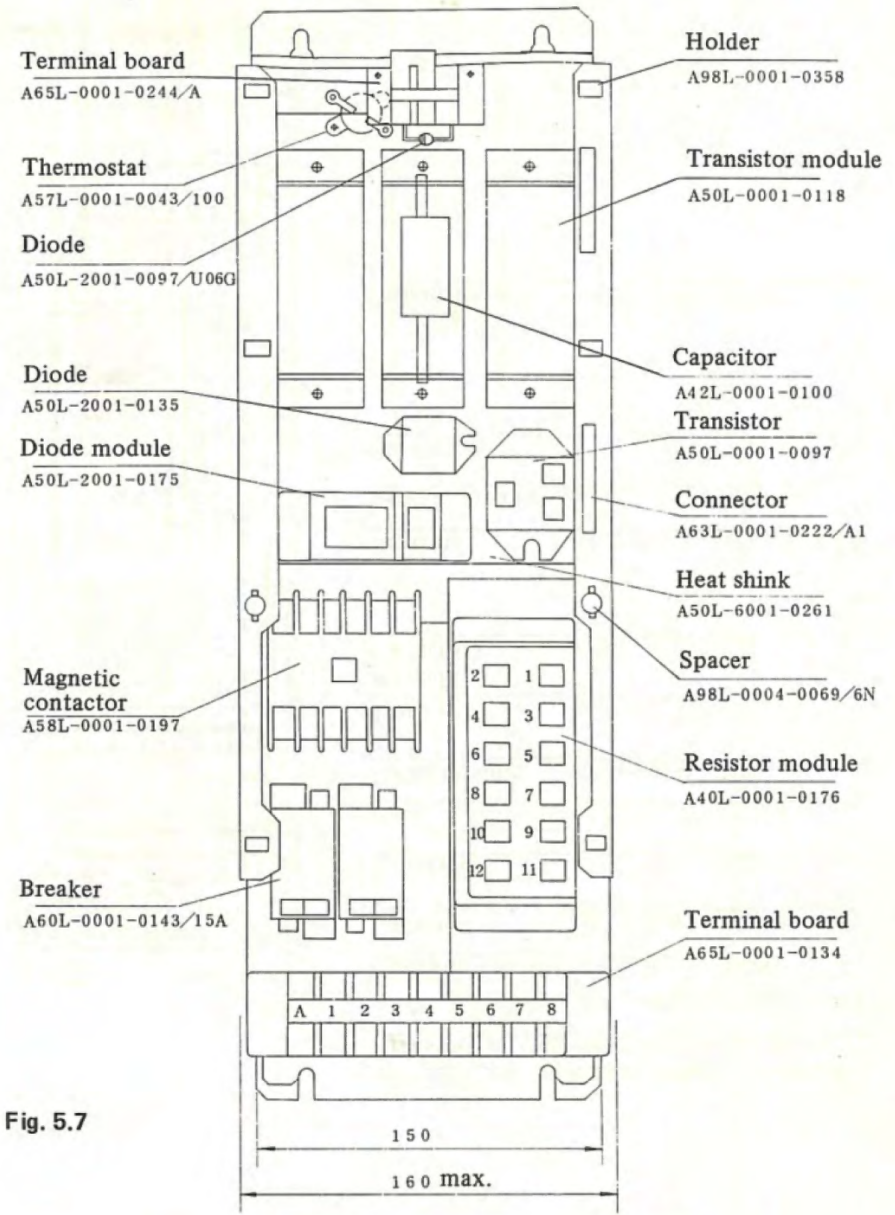 Terminal board
A65L-0001-0244/A
Thermostat
A57L-0001-0043/100
Diode
A50L-2001-0097/U06G
Diode
A50L-2001-0135
Diode module
A50L-2001-0175
Magnetic
contactor
A58L-0001-0197
Breaker
A60L-0001-0143/15A
Holder
A98L-0001-0358
Transistor module
A50L-0001-0118
Capacitor
A42L-0001-0100
Transistor
A50L-0001-0097
Connector
A63L-0001-0222/A1
Heat shink
A50L-6001-0261
Spacer
A98L-0004-0069/6N
Resistor module
A40L-0001-0176
Terminal board
A65L-0001-0134
2 1
4 3
6 5
8 7
10 9
12 11
A 1 2 3 4 5 6 7 8
Fig. 5.7
150
160 max.